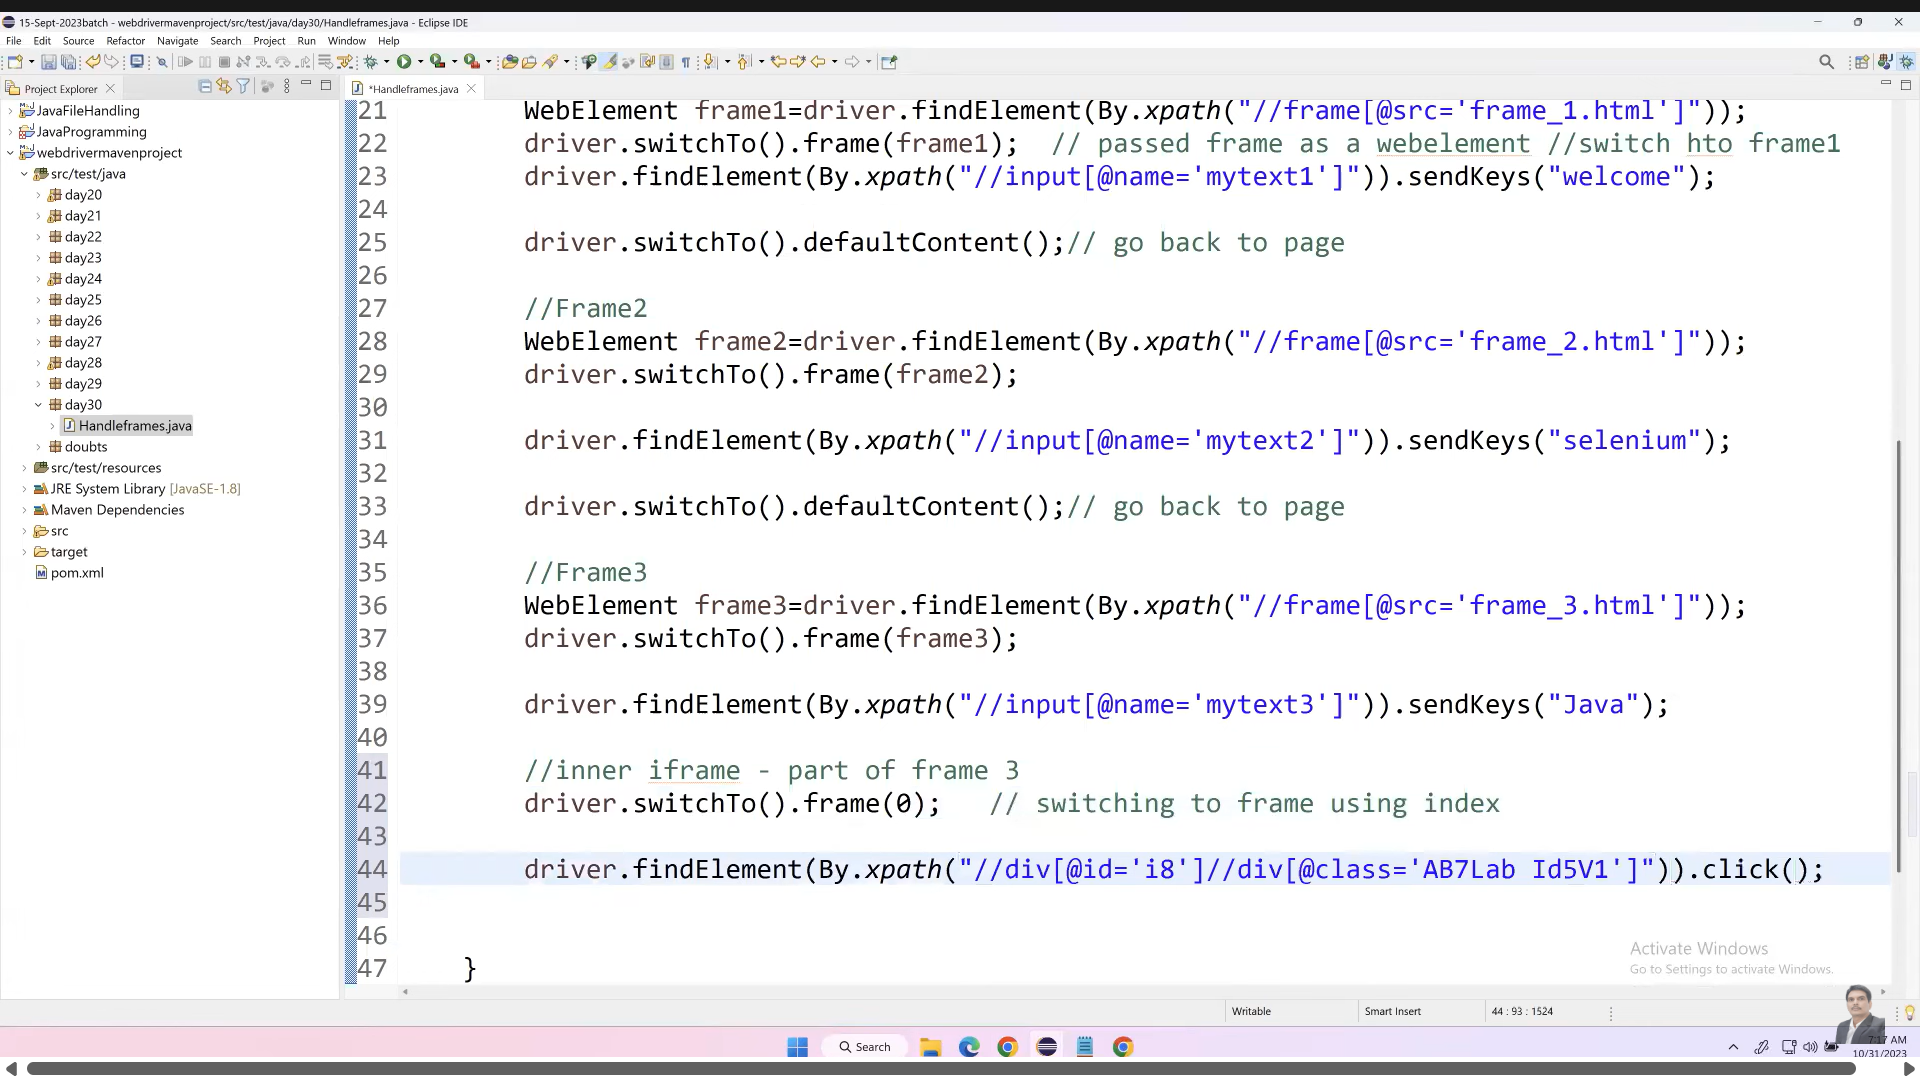 15-Sept-2023batch - webdrivermavenproject/src/test/java/day30/Handleframes.java - Eclipse IDE
File Edit Source Refactor Navigate Search Project Run Window Help
Project Explorer
*Handleframes.java
JavaFileHandling
JavaProgramming
webdrivermavenproject
src/test/java
day20
day21
day22
day23
day24
day25
day26
day27
day28
day29
day30
Handleframes.java
doubts
src/test/resources
JRE System Library [JavaSE-1.8]
Maven Dependencies
src
target
pom.xml
21 WebElement frame1=driver.findElement(By.xpath("//frame[@src='frame_1.html']"));
22 driver.switchTo().frame(frame1); // passed frame as a webelement //switch hto frame1
23 driver.findElement(By.xpath("//input[@name='mytext1']")).sendKeys("welcome");
24
25 driver.switchTo().defaultContent();// go back to page
26
27 //Frame2
28 WebElement frame2=driver.findElement(By.xpath("//frame[@src='frame_2.html']"));
29 driver.switchTo().frame(frame2);
30
31 driver.findElement(By.xpath("//input[@name='mytext2']")).sendKeys("selenium");
32
33 driver.switchTo().defaultContent();// go back to page
34
35 //Frame3
36 WebElement frame3=driver.findElement(By.xpath("//frame[@src='frame_3.html']"));
37 driver.switchTo().frame(frame3);
38
39 driver.findElement(By.xpath("//input[@name='mytext3']")).sendKeys("Java");
40
41 //inner iframe - part of frame 3
42 driver.switchTo().frame(0); // switching to frame using index
43
44 driver.findElement(By.xpath("//div[@id='i8']//div[@class='AB7Lab Id5V1']")).click();
45
46
47 }
Activate Windows
Go to Settings to activate Windows.
Writable
Smart Insert
44 : 93 : 1524
Search
7:17 AM
10/31/2023